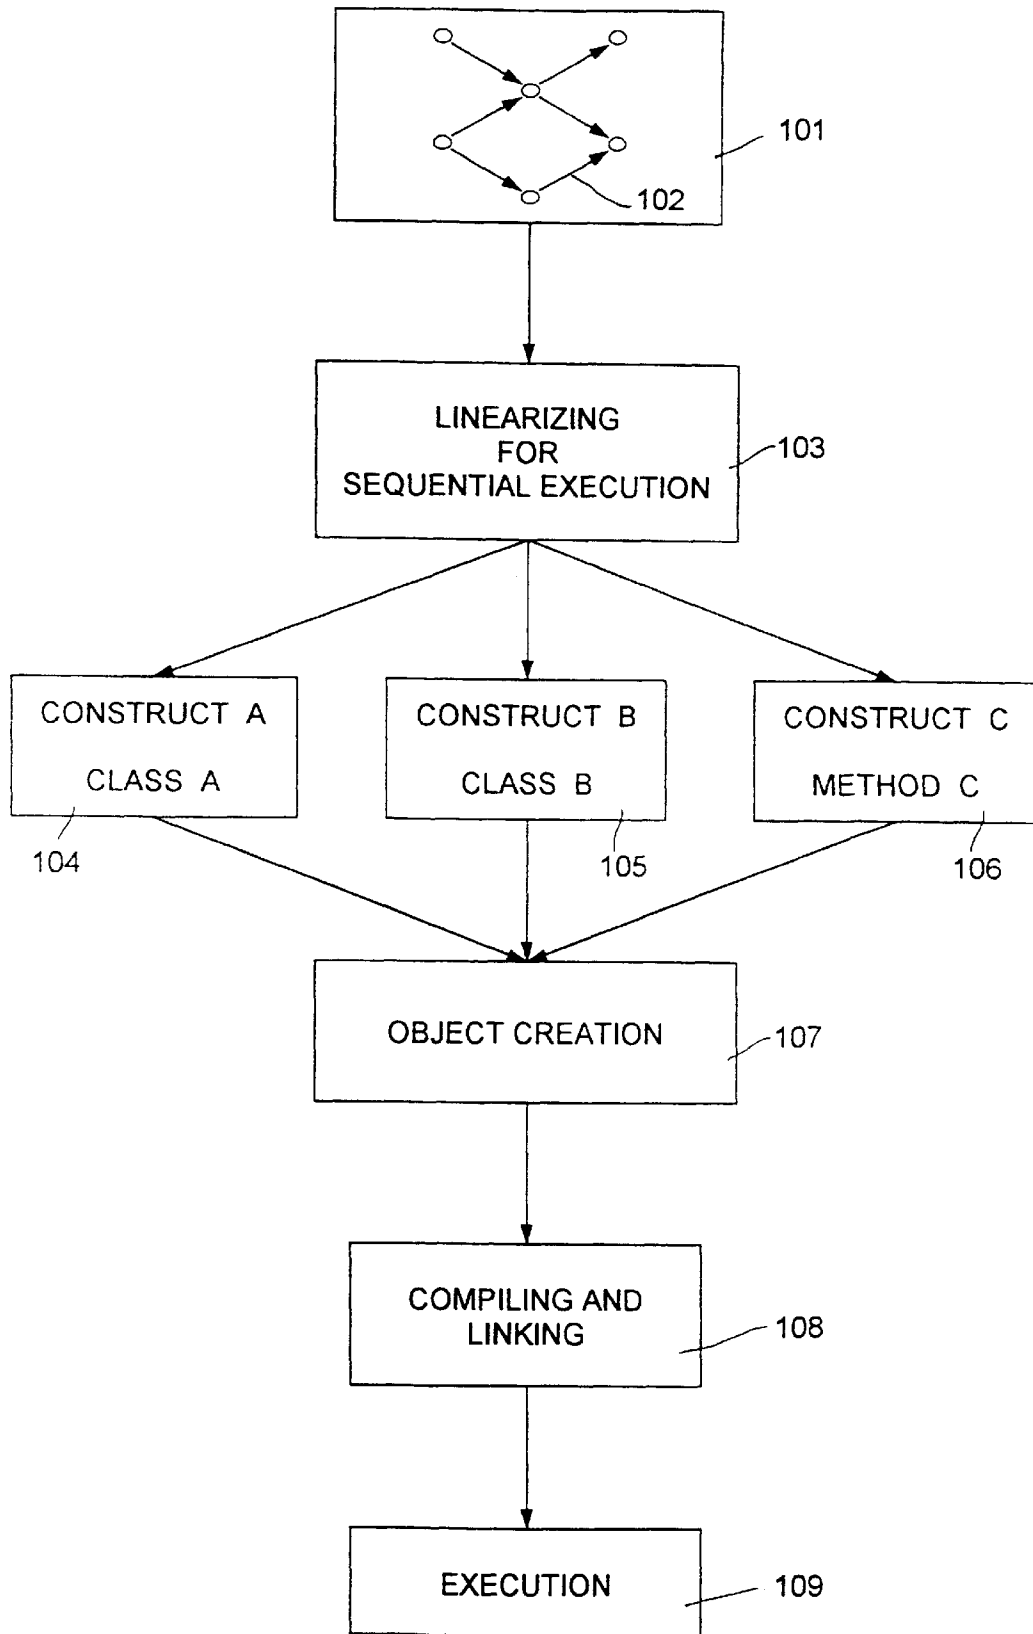 101
102
LINEARIZING
FOR
SEQUENTIAL EXECUTION
103
CONSTRUCT A
CLASS A
104
CONSTRUCT B
CLASS B
105
CONSTRUCT C
METHOD C
106
OBJECT CREATION
107
COMPILING AND
LINKING
108
EXECUTION
109